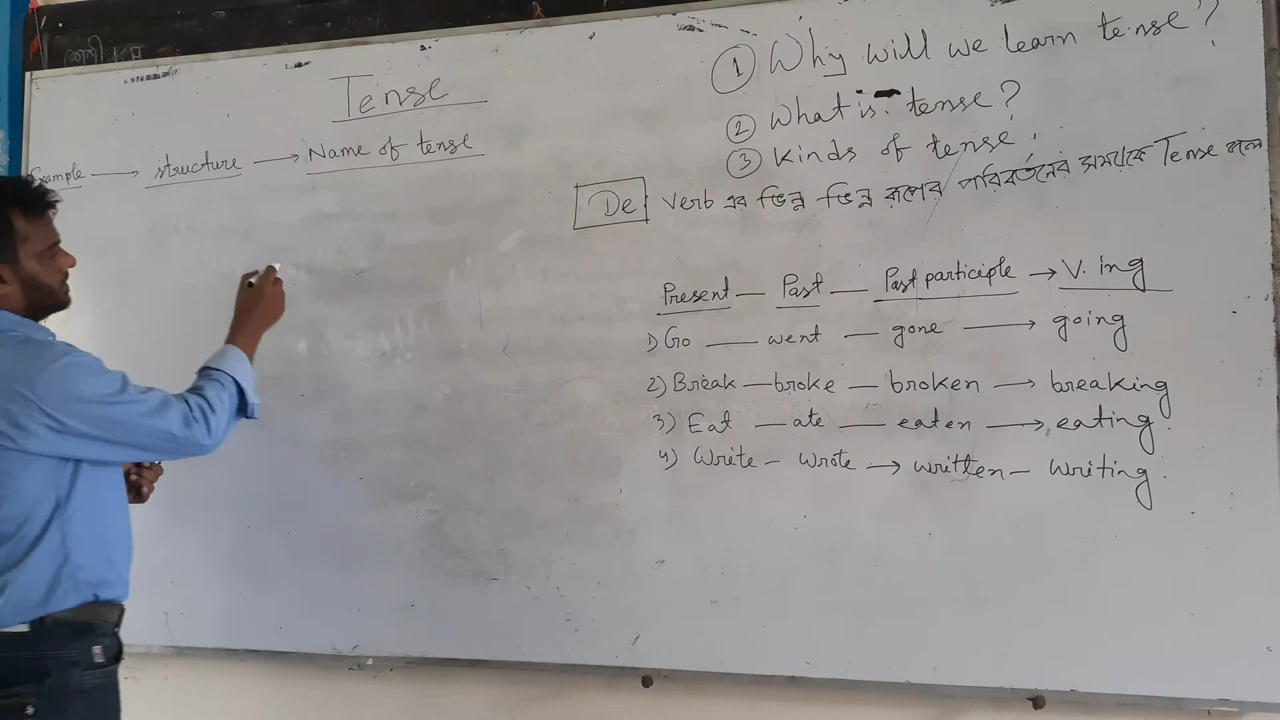 Tense
Example → structure → Name of tense
① Why will we learn tense?
② What is tense?
③ Kinds of tense.
De Verb এর ভিন্ন ভিন্ন রূপের পরিবর্তনের সময়কে Tense বলে
Present — Past — Past participle → V. ing
1) Go — went — gone → going
2) Break — broke — broken → breaking
3) Eat — ate — eaten → eating.
4) Write - wrote → written - writing.